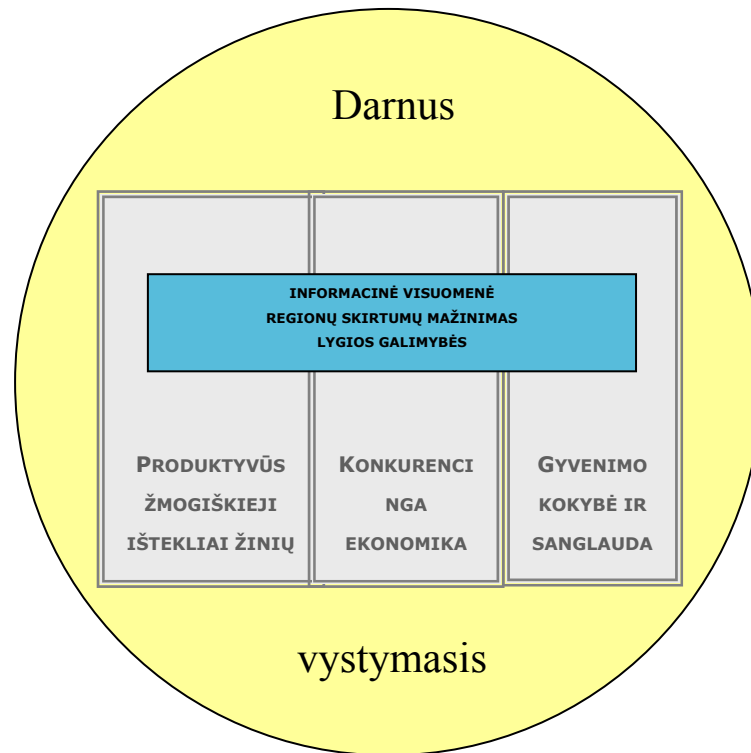 Darnus
INFORMACINĖ VISUOMENĖ
REGIONŲ SKIRTUMŲ MAŽINIMAS
LYGIOS GALIMYBĖS
PRODUKTYVŪS
ŽMOGIŠKIEJI
IŠTEKLIAI ŽINIŲ
KONKURENCI
NGA
EKONOMIKA
GYVENIMO
KOKYBĖ IR
SANGLAUDA
vystymasis